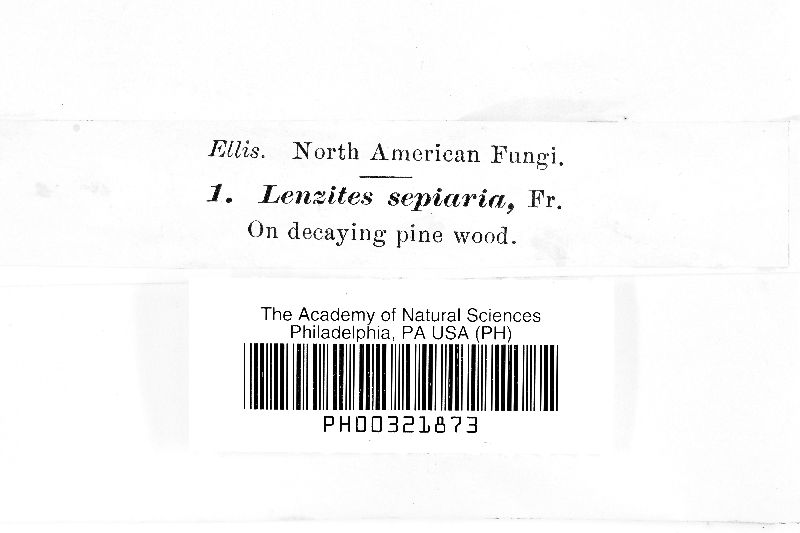 Ellis. North American Fungi.
1. Lenzites sepiaria, Fr.
On decaying pine wood.
The Academy of Natural Sciences
Philadelphia, PA USA (PH)
PH00321873